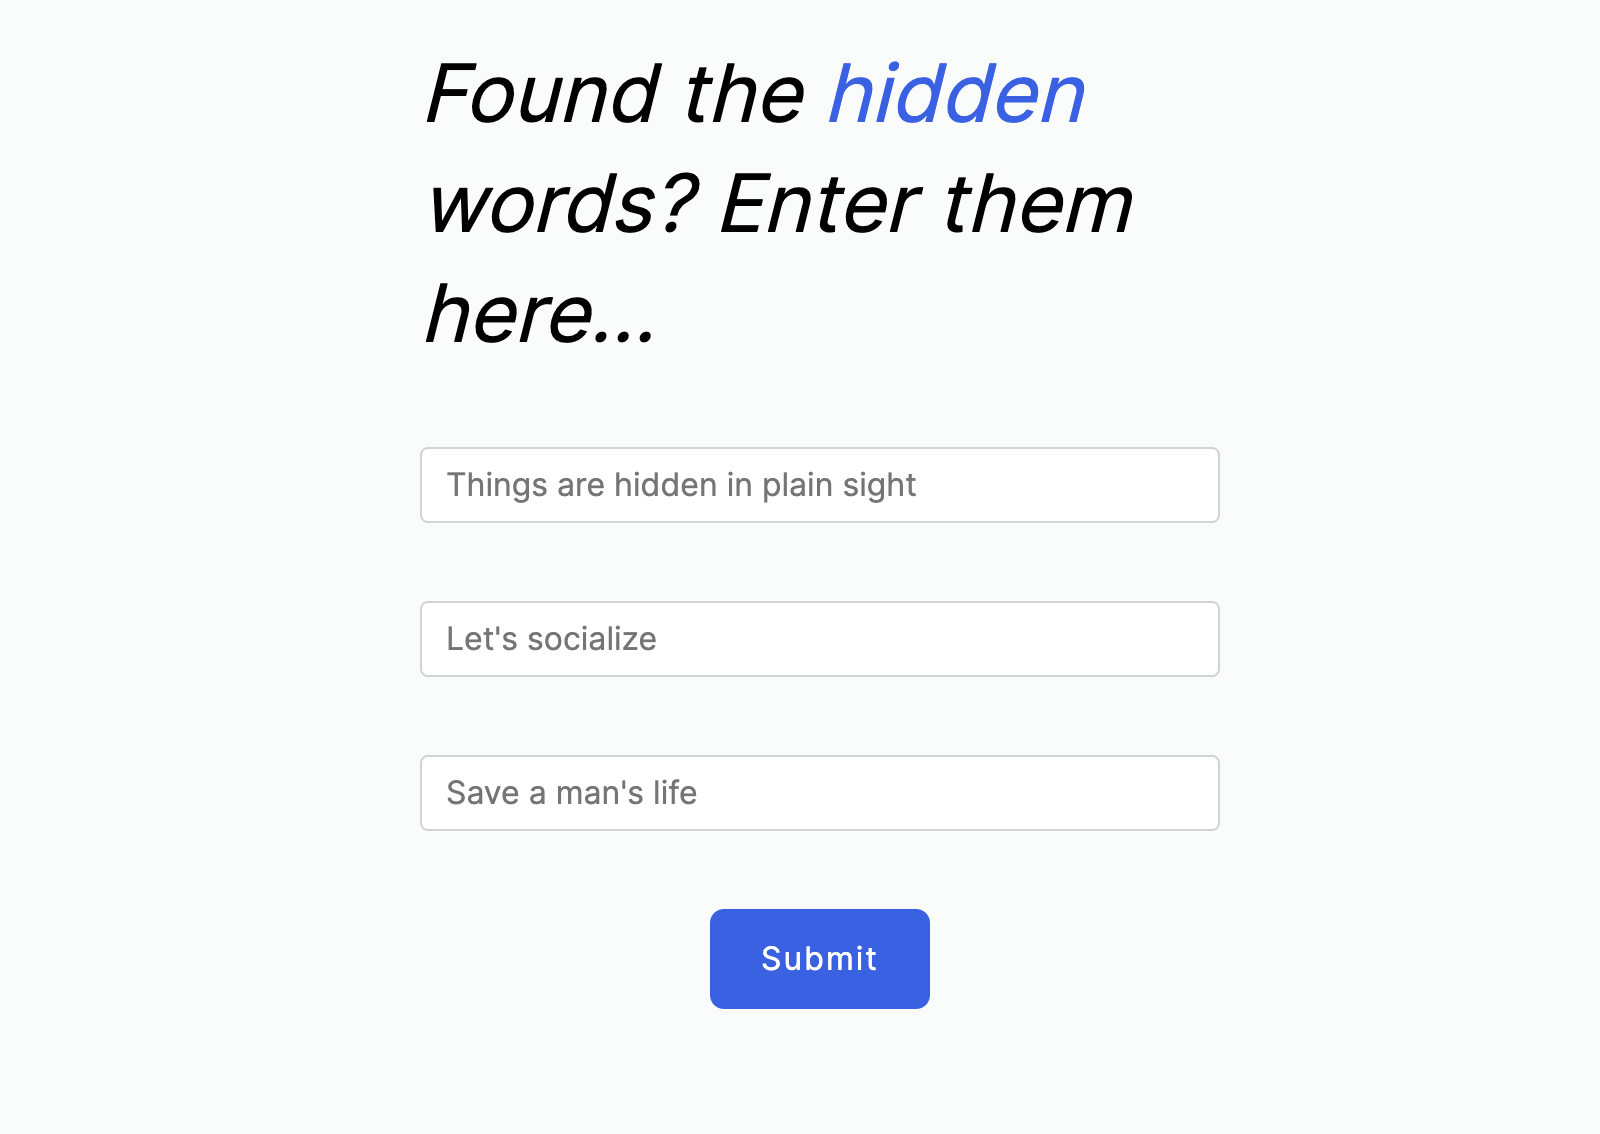 Found the hidden
words? Enter them
here...
Things are hidden in plain sight
Let's socialize
Save a man's life
Submit